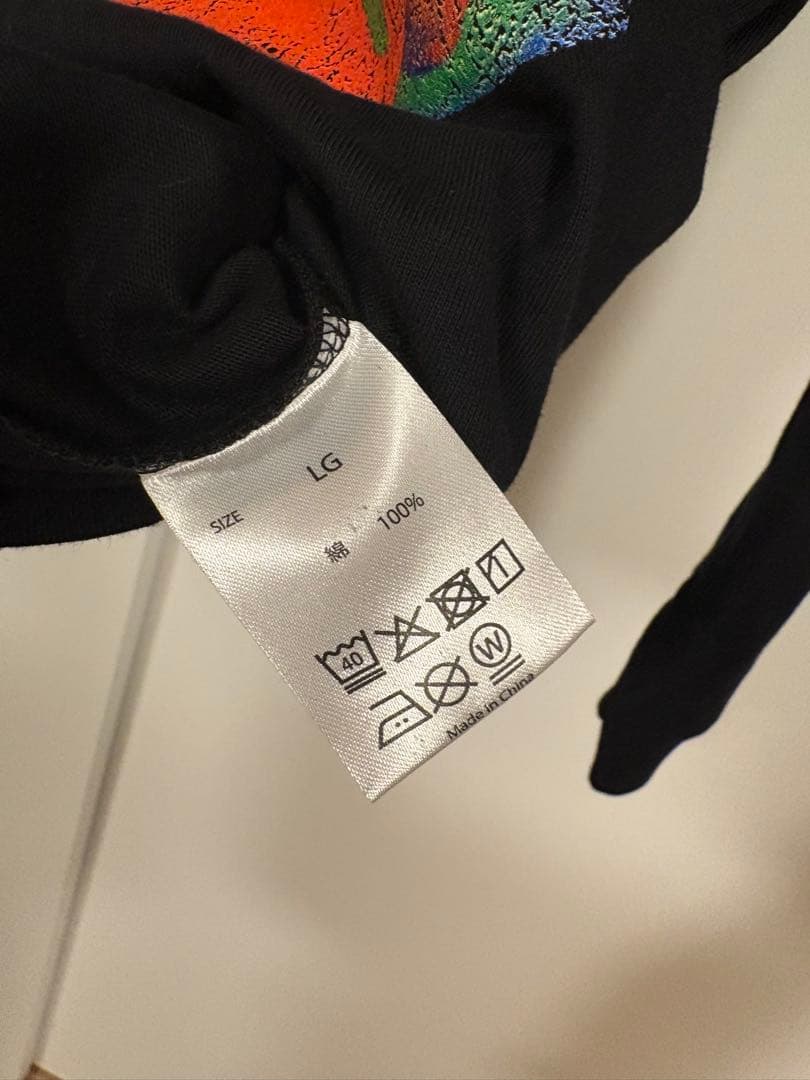 SIZE LG
綿 100%
40
W
Made in China